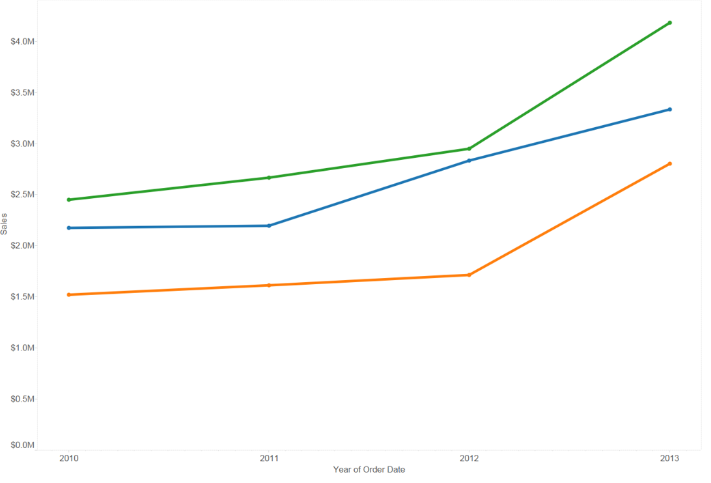 $4.0M
$3.5M
$3.0M
$2.5M
Sales
$2.0M
$1.5M
$1.0M
$0.5M
$0.0M
2010 2011 2012 2013
Year of Order Date